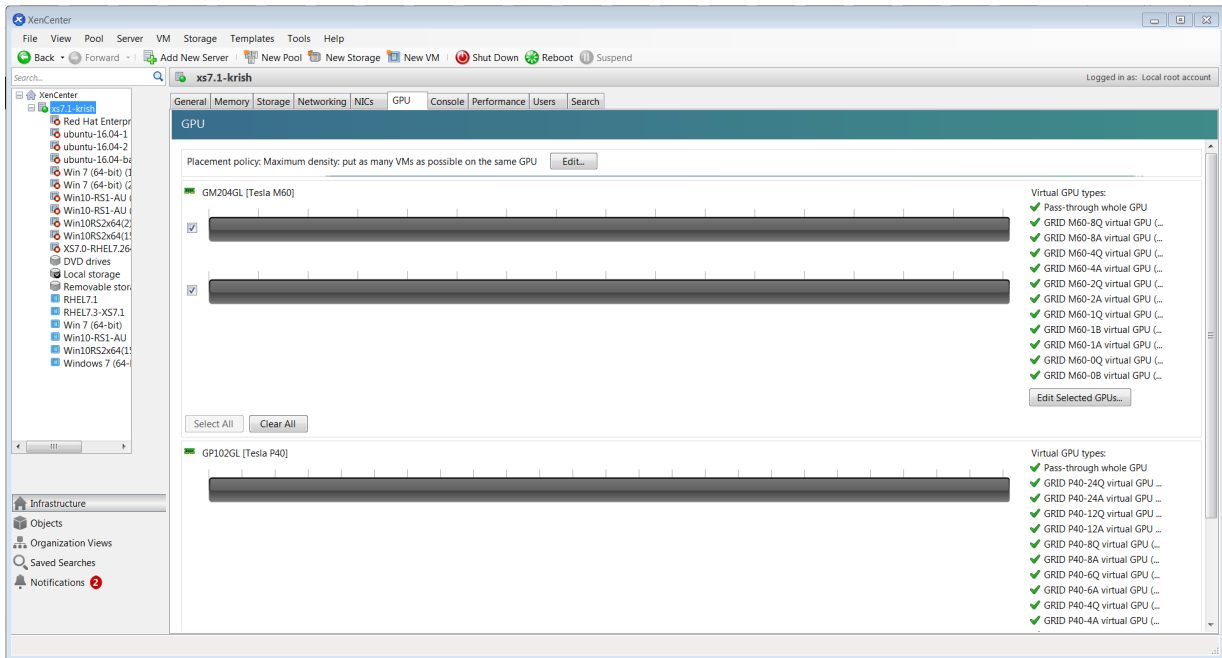 XenCenter
File View Pool Server VM Storage Templates Tools Help
Back Forward Add New Server New Pool New Storage New VM Shut Down Reboot Suspend
Search...
xs7.1-krish
Logged in as: Local root account
XenCenter
xs7.1-krish
Red Hat Enterpr
ubuntu-16.04-1
ubuntu-16.04-2
ubuntu-16.04-ba
Win 7 (64-bit) (1
Win 7 (64-bit) (2
Win10-RS1-AU (
Win10-RS1-AU (
Win10RS2x64(2)
Win10RS2x64(15
XS7.0-RHEL7.264
DVD drives
Local storage
Removable stora
RHEL7.1
RHEL7.3-XS7.1
Win 7 (64-bit)
Win10-RS1-AU
Win10RS2x64(15
Windows 7 (64-b
Infrastructure
Objects
Organization Views
Saved Searches
Notifications 2
General Memory Storage Networking NICs GPU Console Performance Users Search
GPU
Placement policy: Maximum density: put as many VMs as possible on the same GPU Edit...
GM204GL [Tesla M60]
Select All Clear All
Virtual GPU types:
Pass-through whole GPU
GRID M60-8Q virtual GPU (...
GRID M60-8A virtual GPU (...
GRID M60-4Q virtual GPU (...
GRID M60-4A virtual GPU (...
GRID M60-2Q virtual GPU (...
GRID M60-2A virtual GPU (...
GRID M60-1Q virtual GPU (...
GRID M60-1B virtual GPU (...
GRID M60-1A virtual GPU (...
GRID M60-0Q virtual GPU (...
GRID M60-0B virtual GPU (...
Edit Selected GPUs...
GP102GL [Tesla P40]
Virtual GPU types:
Pass-through whole GPU
GRID P40-24Q virtual GPU ...
GRID P40-24A virtual GPU ...
GRID P40-12Q virtual GPU ...
GRID P40-12A virtual GPU ...
GRID P40-8Q virtual GPU (...
GRID P40-8A virtual GPU (...
GRID P40-6Q virtual GPU (...
GRID P40-6A virtual GPU (...
GRID P40-4Q virtual GPU (...
GRID P40-4A virtual GPU (...